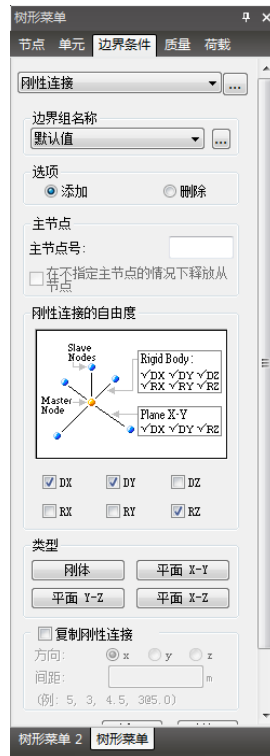 树形菜单
节点 单元 边界条件 质量 荷载
刚性连接 ...
边界组名称
默认值 ...
选项
添加 删除
主节点
主节点号:
在不指定主节点的情况下释放从
节点
刚性连接的自由度
Slave
Nodes
Rigid Body:
√DX √DY √DZ
√RX √RY √RZ
Master
Node
Plane X-Y
√DX √DY √RZ
DX DY DZ
RX RY RZ
类型
刚体 平面 X-Y
平面 Y-Z 平面 X-Z
复制刚性连接
方向: x y z
间距: m
(例: 5, 3, 4.5, 3@5.0)
树形菜单 2 树形菜单